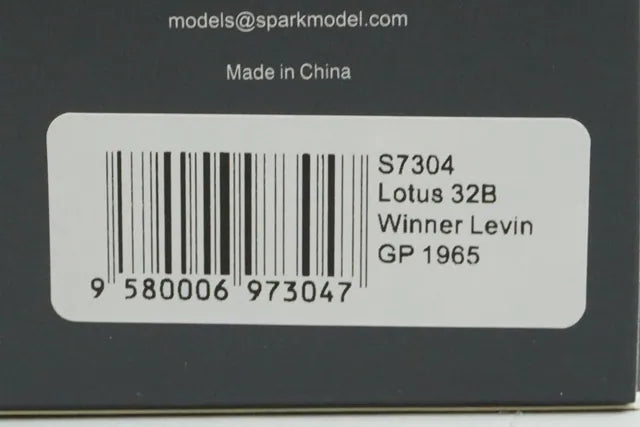 models@sparkmodel.com
Made in China
S7304
Lotus 32B
Winner Levin
GP 1965
9 580006 973047